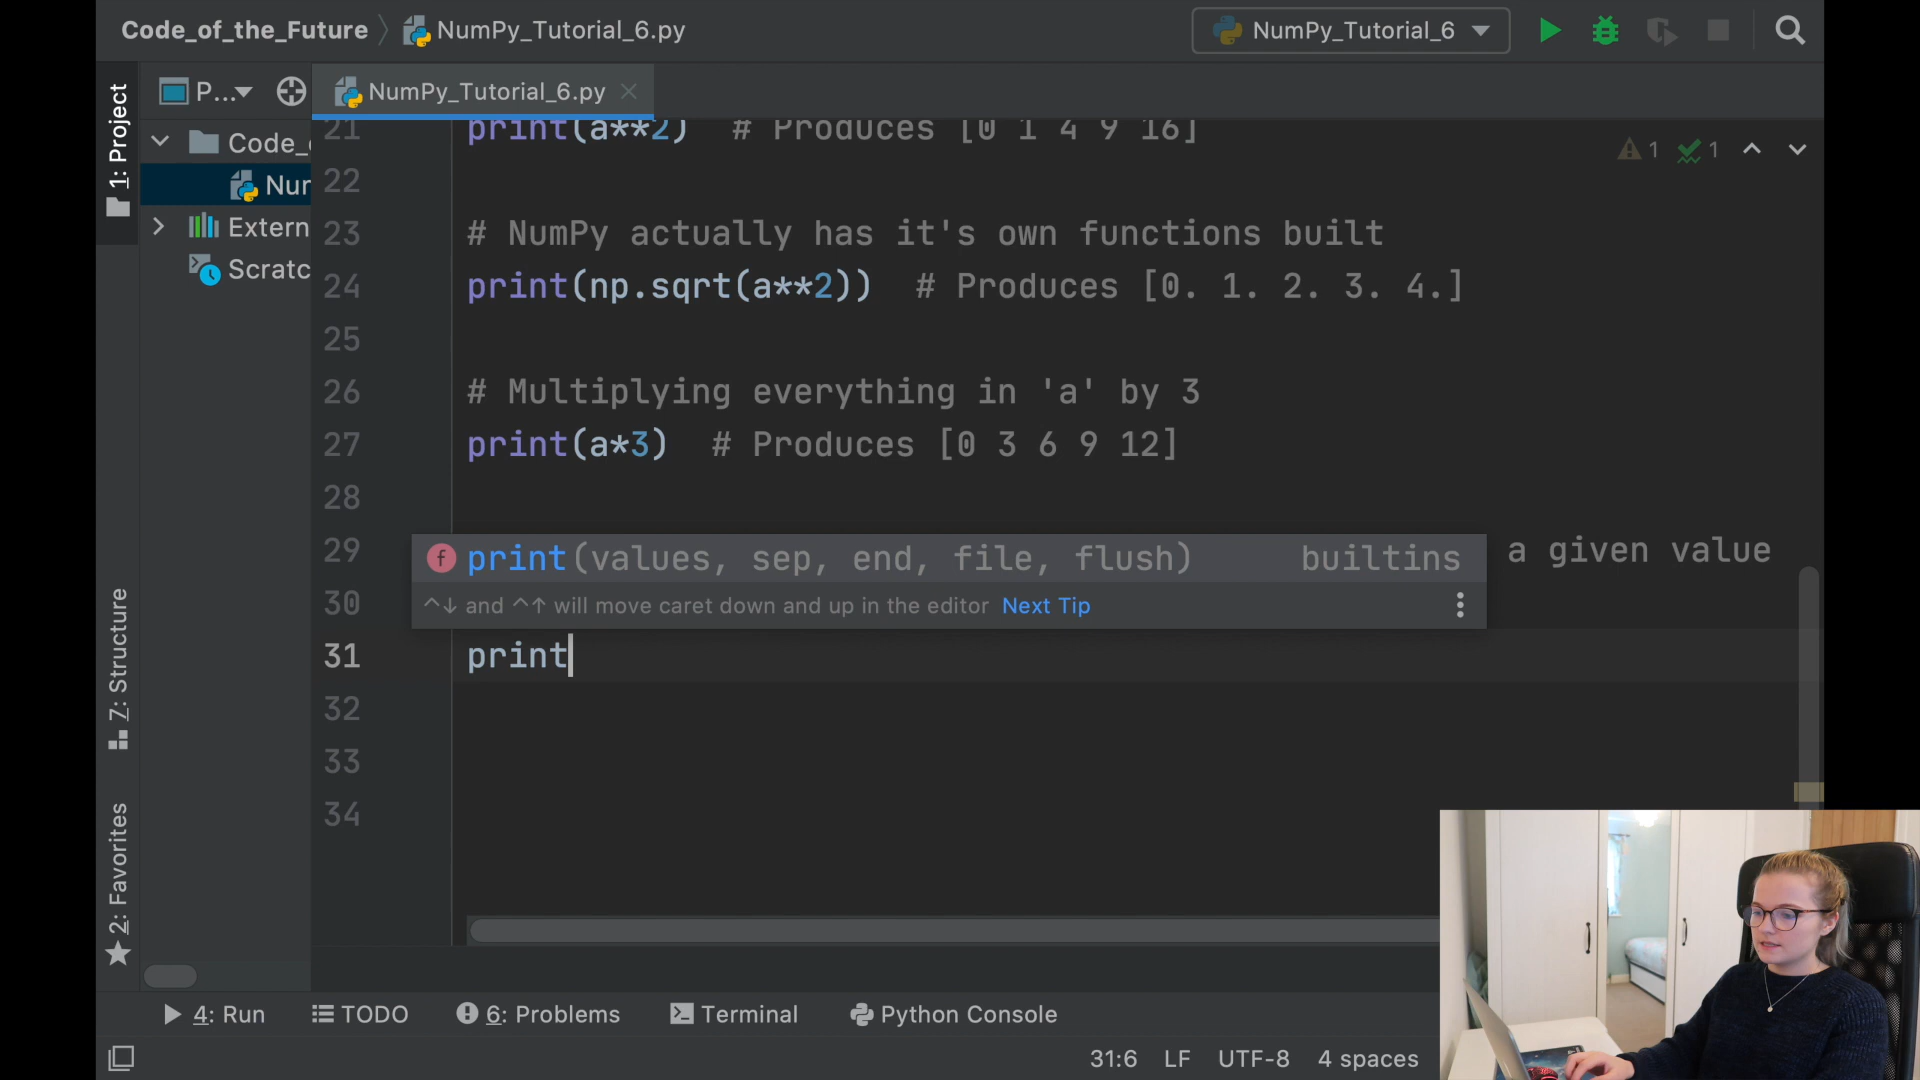 Code_of_the_Future
NumPy_Tutorial_6.py
NumPy_Tutorial_6
1: Project
P...
NumPy_Tutorial_6.py
Code_
Extern
Scratc
7: Structure
2: Favorites
21 print(a**2)  # Produces [0 1 4 9 16]
1 1
22
23 # NumPy actually has it's own functions built
24 print(np.sqrt(a**2))  # Produces [0. 1. 2. 3. 4.]
25
26 # Multiplying everything in 'a' by 3
27 print(a*3)  # Produces [0 3 6 9 12]
28
29 a given value
print(values, sep, end, file, flush) builtins
30
^↓ and ^↑ will move caret down and up in the editor Next Tip
31 print
32
33
34
4: Run
TODO
6: Problems
Terminal
Python Console
31:6 LF UTF-8 4 spaces